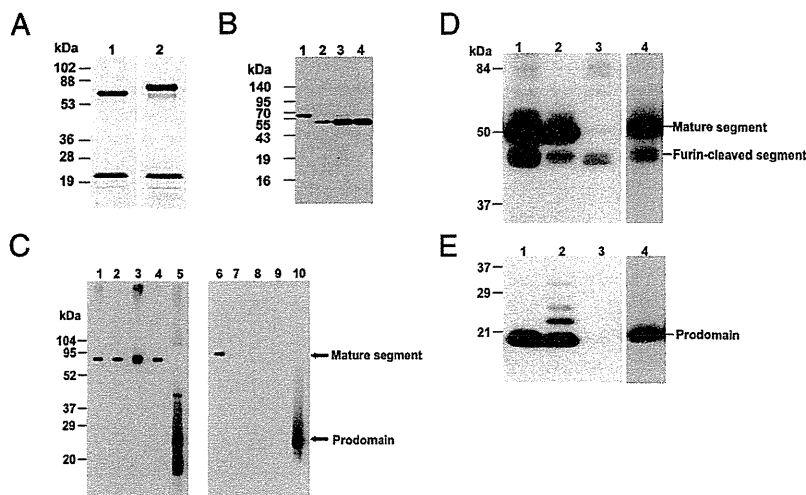 A
kDa
1 2
102
88
53
36
28
19
B
kDa
1 2 3 4
140
95
70
55
43
19
16
C
kDa
1 2 3 4 5
6 7 8 9 10
104
95
52
37
29
20
Mature segment
Prodomain
D
kDa
1 2 3 4
84
50
37
Mature segment
Furin-cleaved segment
E
1 2 3 4
37
29
21
Prodomain